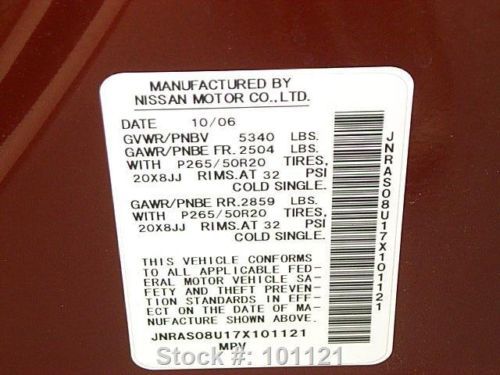 MANUFACTURED BY
NISSAN MOTOR CO.,LTD.
DATE 10/06
GVWR/PNBV 5340 LBS.
GAWR/PNBE FR.2504 LBS.
WITH P265/50R20 TIRES,
20X8JJ RIMS.AT 32 PSI
COLD SINGLE.
GAWR/PNBE RR.2859 LBS.
WITH P265/50R20 TIRES,
20X8JJ RIMS.AT 32 PSI
COLD SINGLE.
THIS VEHICLE CONFORMS
TO ALL APPLICABLE FED-
ERAL MOTOR VEHICLE SAF-
ETY AND THEFT PREVEN-
TION STANDARDS IN EFF-
ECT ON THE DATE OF MA-
NUFACTURE SHOWN ABOVE.
JNRAS08U17X101121
MPV
JNRAS08U17X101121
Stock #: 101121